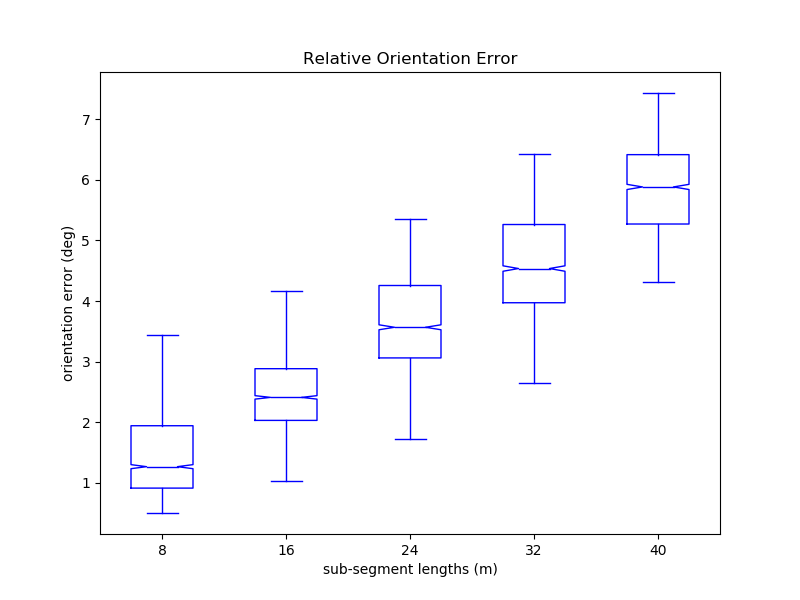 Relative Orientation Error
7
6
5
4
3
2
1
orientation error (deg)
8 16 24 32 40
sub-segment lengths (m)